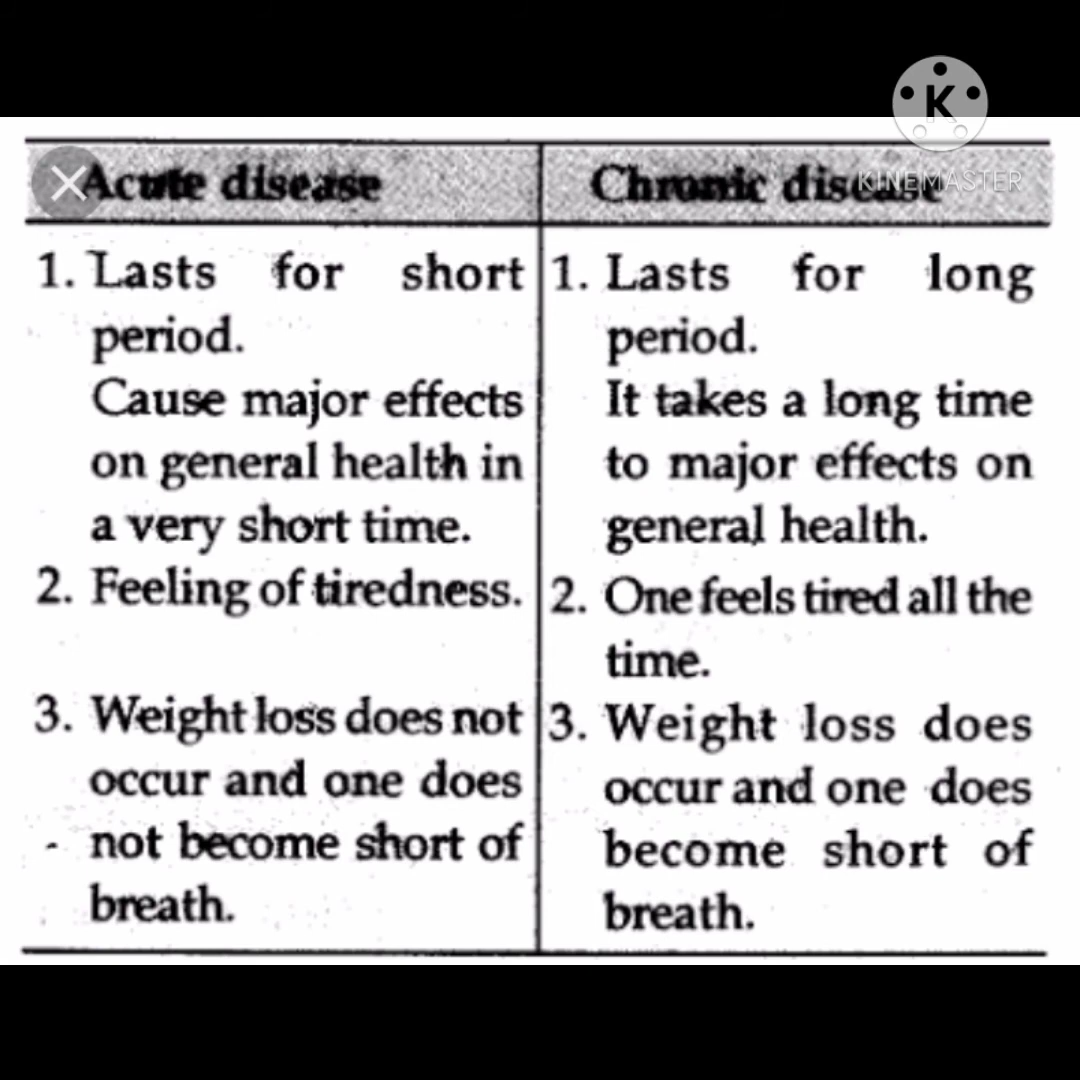 K
KINEMASTER
Acute disease
1. Lasts for short
period.
Cause major effects
on general health in
a very short time.
2. Feeling of tiredness.
3. Weight loss does not
occur and one does
not become short of
breath.
Chronic disease
1. Lasts for long
period.
It takes a long time
to major effects on
general health.
2. One feels tired all the
time.
3. Weight loss does
occur and one does
become short of
breath.